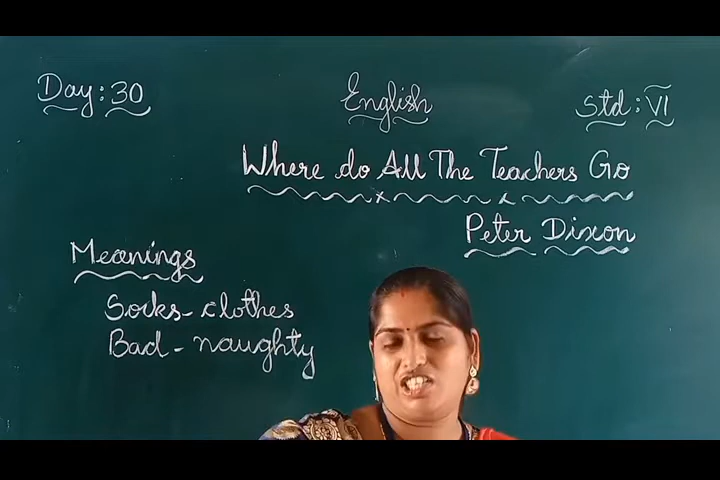 Day: 30
English
Std: VI
Where do All The Teachers Go
Peter Dixon
Meanings
Socks - clothes
Bad - naughty